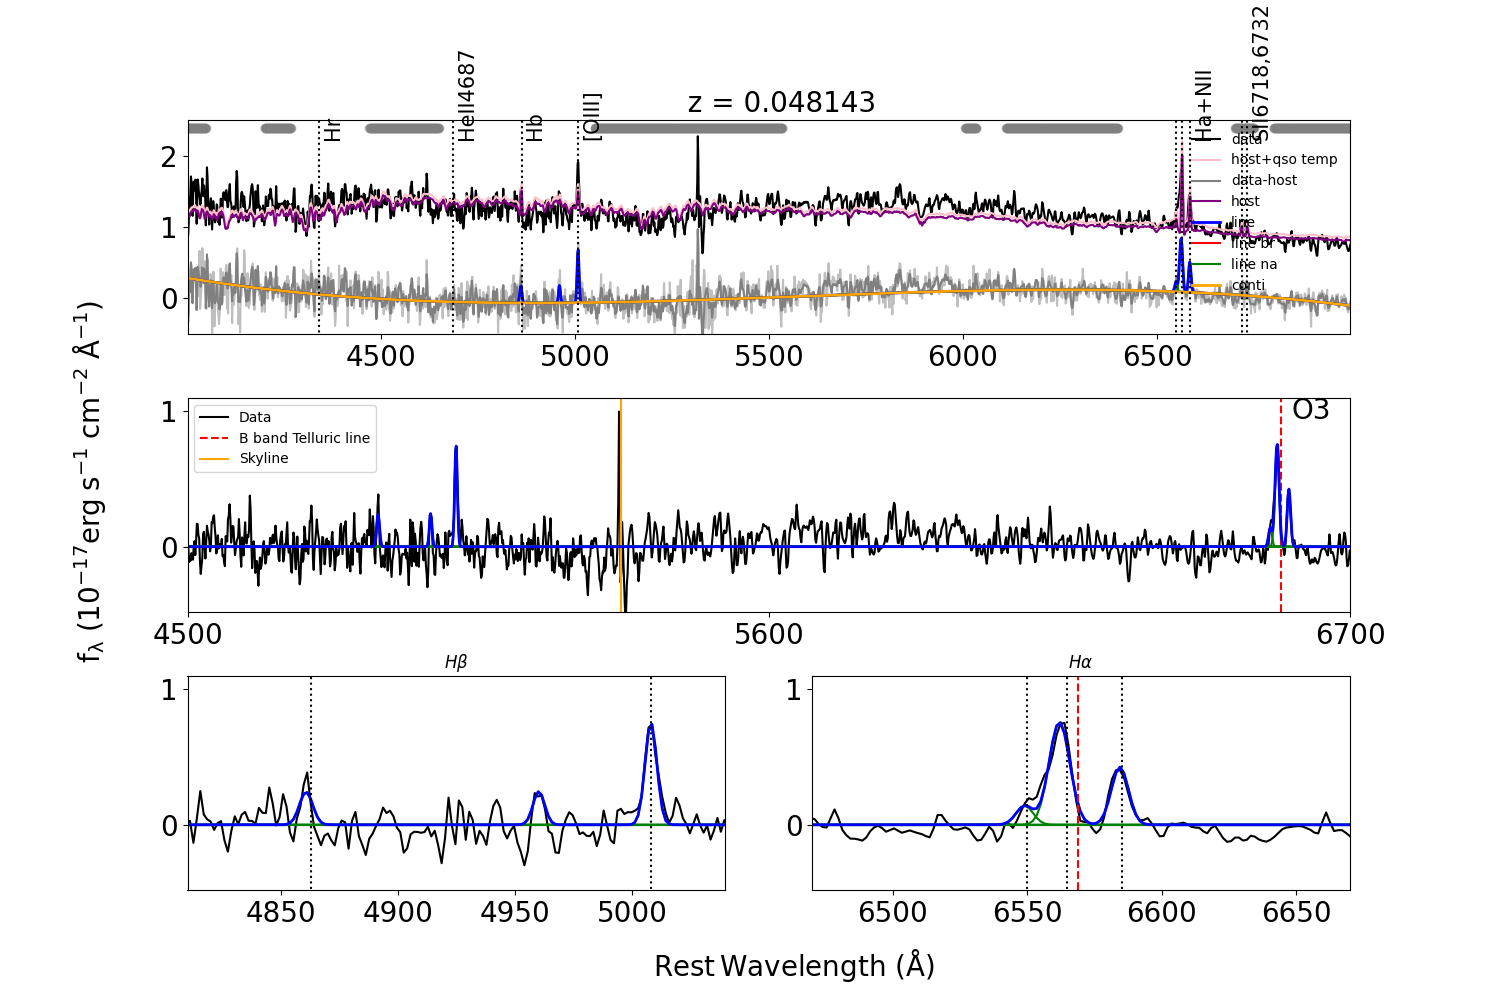 z = 0.048143
Hr
HeII4687
Hb
[OIII]
Ha+NII
SII6718,6732
data
host+qso temp
data-host
host
line
line br
line na
conti
2
1
0
4500 5000 5500 6000 6500
fλ (10⁻¹⁷erg s⁻¹ cm⁻² Å⁻¹)
Data
B band Telluric line
Skyline
O3
1
0
4500 5600 6700
Hβ
1
0
4850 4900 4950 5000
Hα
1
0
6500 6550 6600 6650
Rest Wavelength (Å)